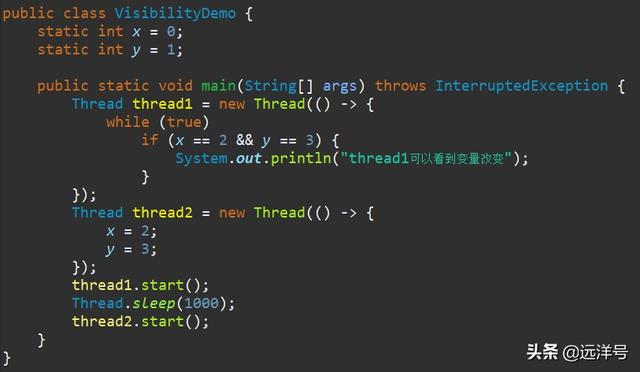 public class VisibilityDemo {
    static int x = 0;
    static int y = 1;

    public static void main(String[] args) throws InterruptedException {
        Thread thread1 = new Thread(() -> {
            while (true)
                if (x == 2 && y == 3) {
                    System.out.println("thread1可以看到变量改变");
                }
        });
        Thread thread2 = new Thread(() -> {
            x = 2;
            y = 3;
        });
        thread1.start();
        Thread.sleep(1000);
        thread2.start();
    }
}
头条 @远洋号